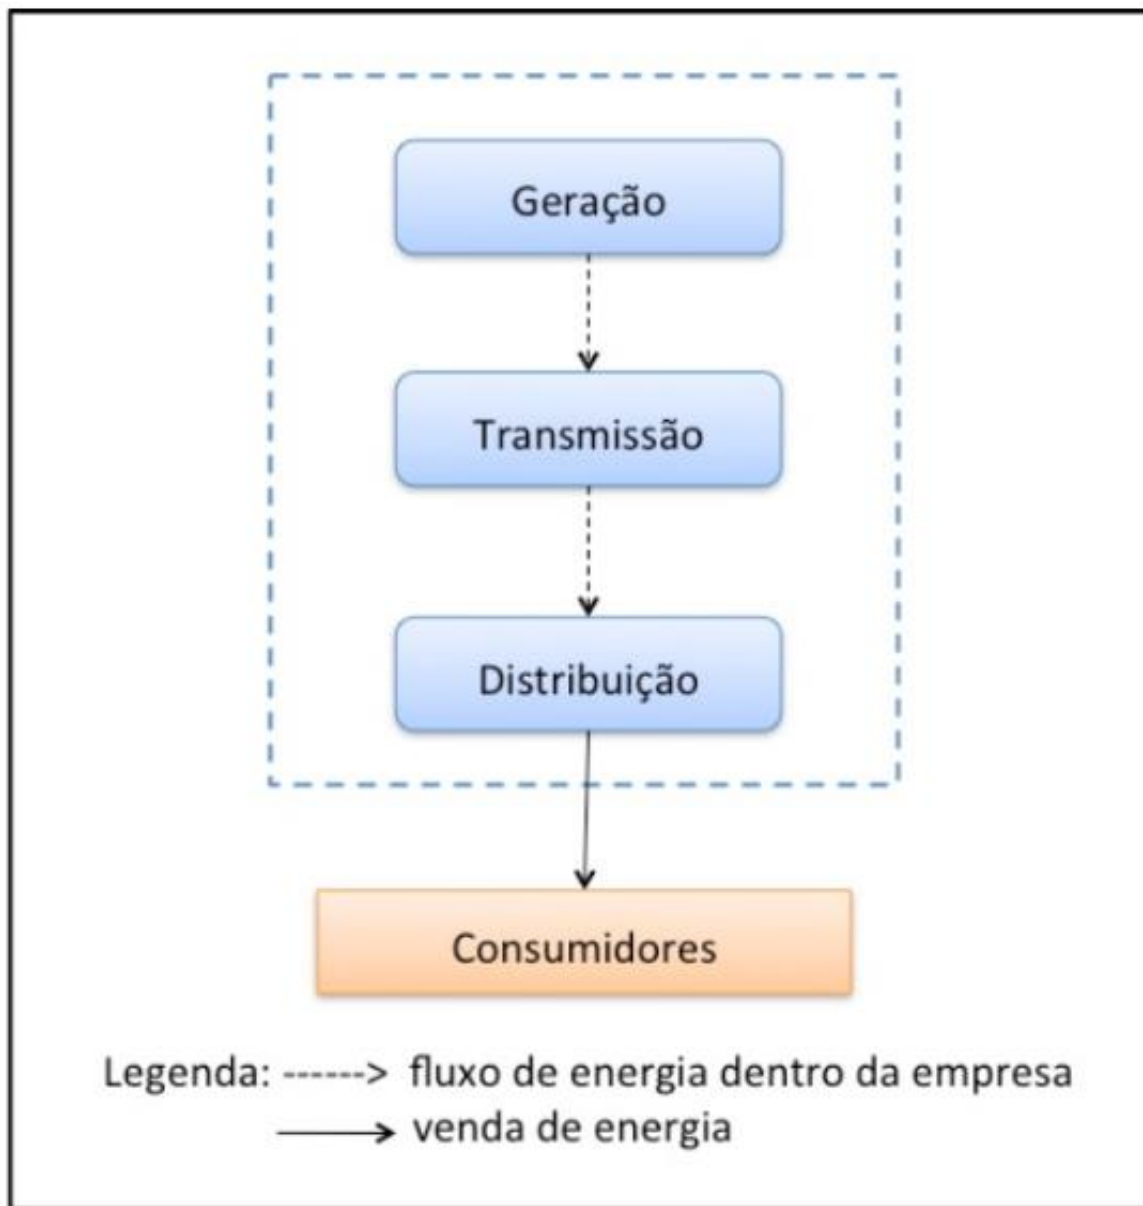 Geração
Transmissão
Distribuição
Consumidores
Legenda: ------> fluxo de energia dentro da empresa
venda de energia